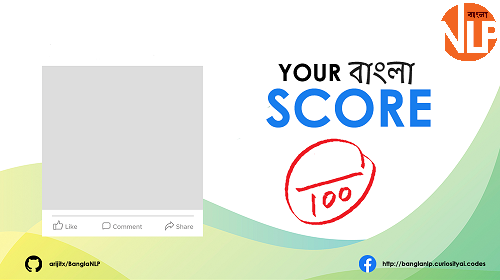 বাংলা
NLP
YOUR বাংলা
SCORE
100
Like Comment Share
arijitx/BanglaNLP
http://banglanlp.curiosityai.codes